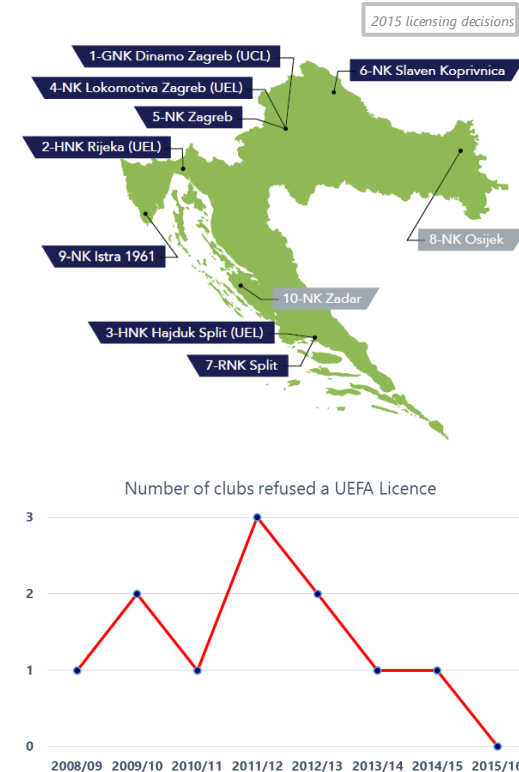 2015 licensing decisions
1-GNK Dinamo Zagreb (UCL)
6-NK Slaven Koprivnica
4-NK Lokomotiva Zagreb (UEL)
5-NK Zagreb
2-HNK Rijeka (UEL)
8-NK Osijek
9-NK Istra 1961
10-NK Zadar
3-HNK Hajduk Split (UEL)
7-RNK Split
Number of clubs refused a UEFA Licence
3
2
1
0
2008/09 2009/10 2010/11 2011/12 2012/13 2013/14 2014/15 2015/16